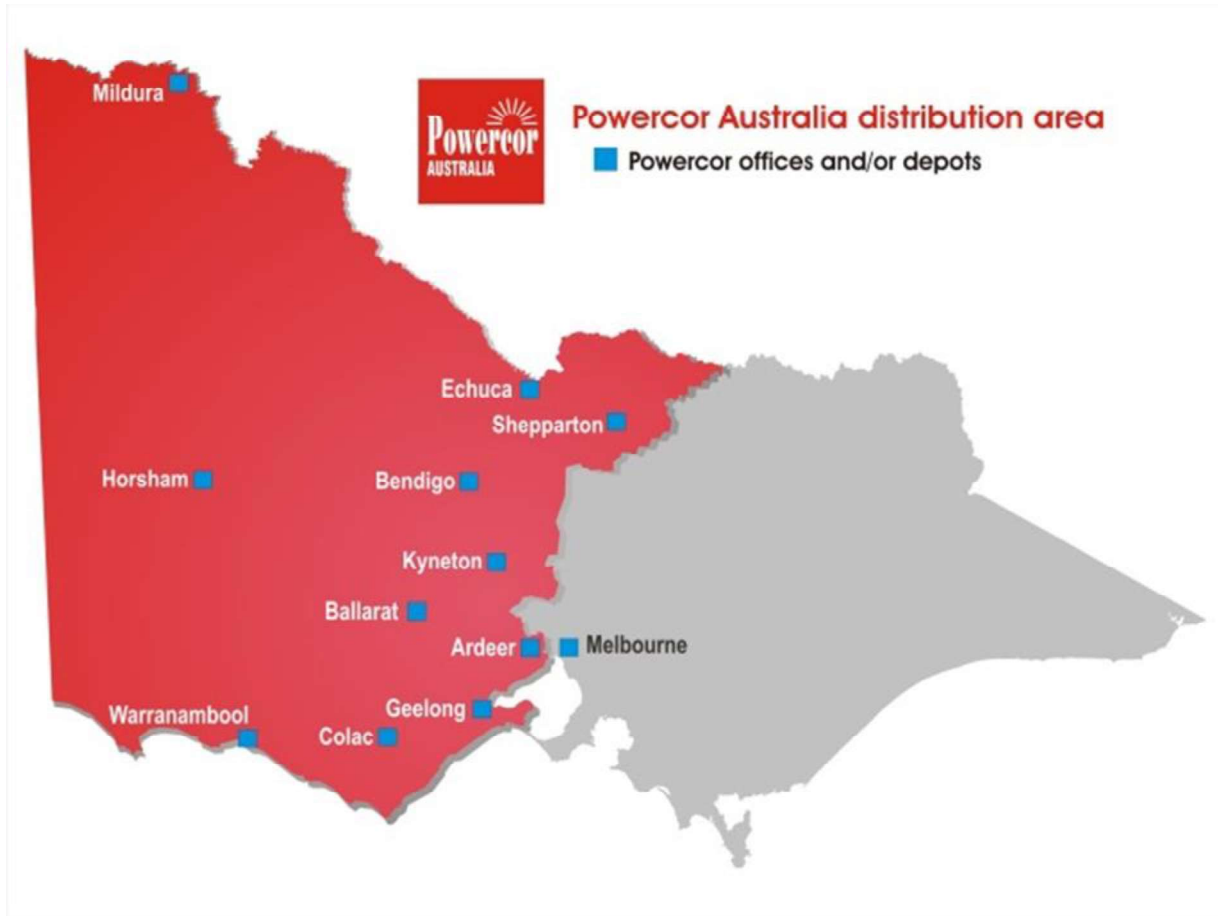 Mildura
Powercor
AUSTRALIA
Powercor Australia distribution area
Powercor offices and/or depots
Echuca
Shepparton
Horsham
Bendigo
Kyneton
Ballarat
Ardeer
Melbourne
Geelong
Warranambool
Colac